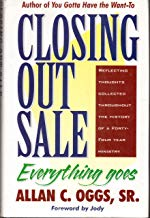 Author of You Gotta Have the Want-To
CLOSING
OUT
SALE
REFLECTING
THOUGHTS
COLLECTED
THROUGHOUT
THE HISTORY
OF A FORTY-
FOUR YEAR
MINISTRY
Everything goes
ALLAN C. OGGS, SR.
Foreword by Jody